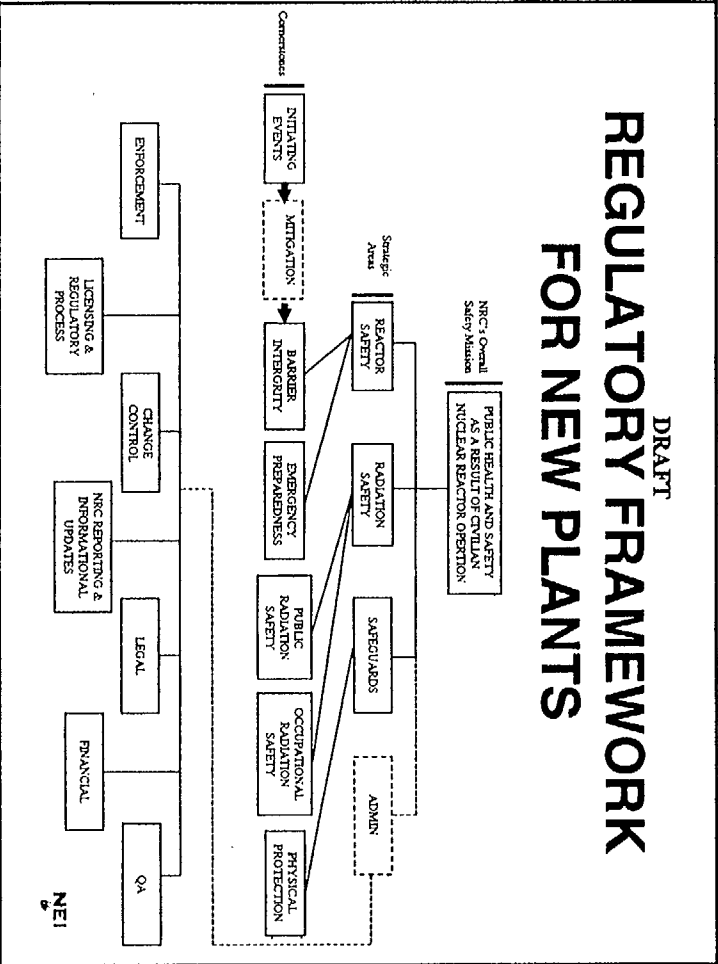 DRAFT
REGULATORY FRAMEWORK
FOR NEW PLANTS
NRC's Overall
Safety Mission
PUBLIC HEALTH AND SAFETY
AS A RESULT OF CIVILIAN
NUCLEAR REACTOR OPERTION
Strategic
Areas
REACTOR
SAFETY
RADIATION
SAFETY
SAFEGUARDS
ADMIN
Cornerstones
INITIATING
EVENTS
MITIGATION
BARRIER
INTERGRITY
EMERGENCY
PREPAREDNESS
PUBLIC
RADIATION
SAFETY
OCCUPATIONAL
RADIATION
SAFETY
PHYSICAL
PROTECTION
ENFORCEMENT
LICENSING &
REGULATORY
PROCESS
CHANGE
CONTROL
NRC REPORTING &
INFORMATIONAL
UPDATES
LEGAL
FINANCIAL
QA
NEI